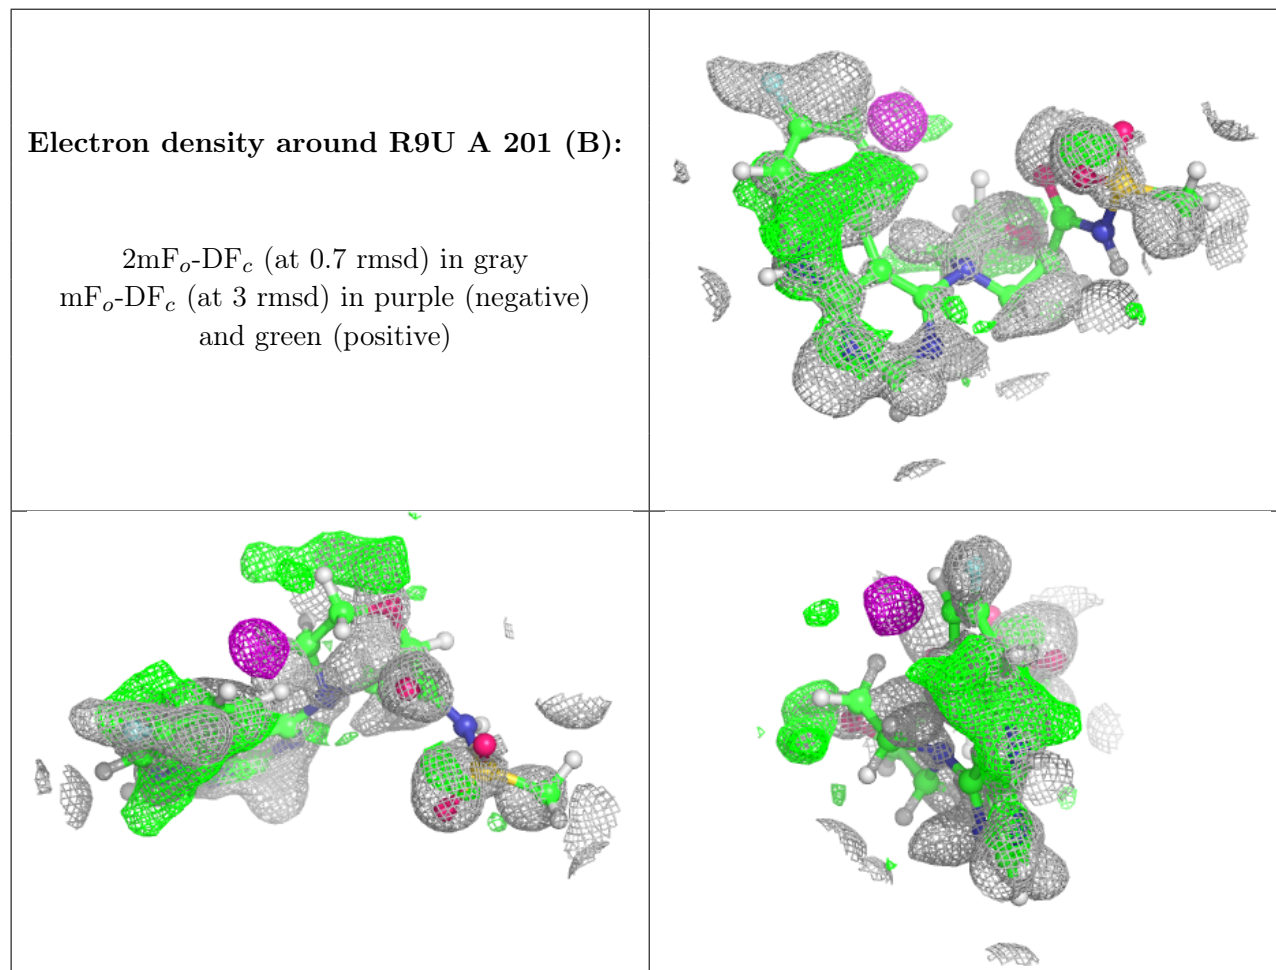 Electron density around R9U A 201 (B):
2mFo-DFc (at 0.7 rmsd) in gray
mFo-DFc (at 3 rmsd) in purple (negative)
and green (positive)